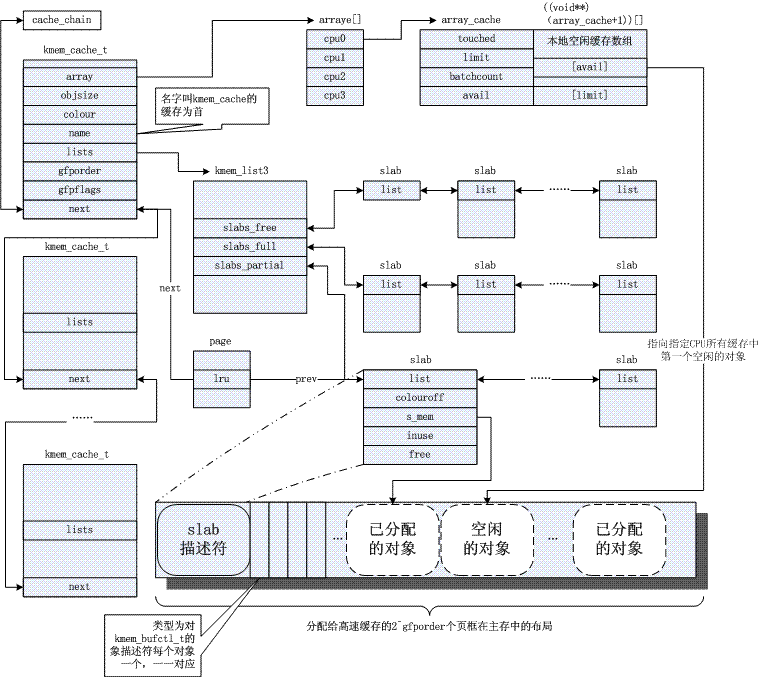 cache_chain
kmem_cache_t
array
objsize
colour
name
lists
gfporder
gfpflags
next
名字叫kmem_cache的
缓存为首
arraye[]
cpu0
cpu1
cpu2
cpu3
array_cache
touched
limit
batchcount
avail
((void**)
(array_cache+1))[]
本地空闲缓存数组
[avail]
[limit]
kmem_list3
slabs_free
slabs_full
slabs_partial
slab
list
slab
list
……
slab
list
slab
list
slab
list
……
slab
list
kmem_cache_t
lists
next
……
kmem_cache_t
lists
next
next
page
lru
prev
slab
list
colouroff
s_mem
inuse
free
……
slab
list
指向指定CPU所有缓存中
第一个空闲的对象
slab
描述符
…
已分配
的对象
空闲
的对象
…
已分配
的对象
类型为对
kmem_bufctl_t的
象描述符每个对象
一个，一一对应
分配给高速缓存的2^gfporder个页框在主存中的布局